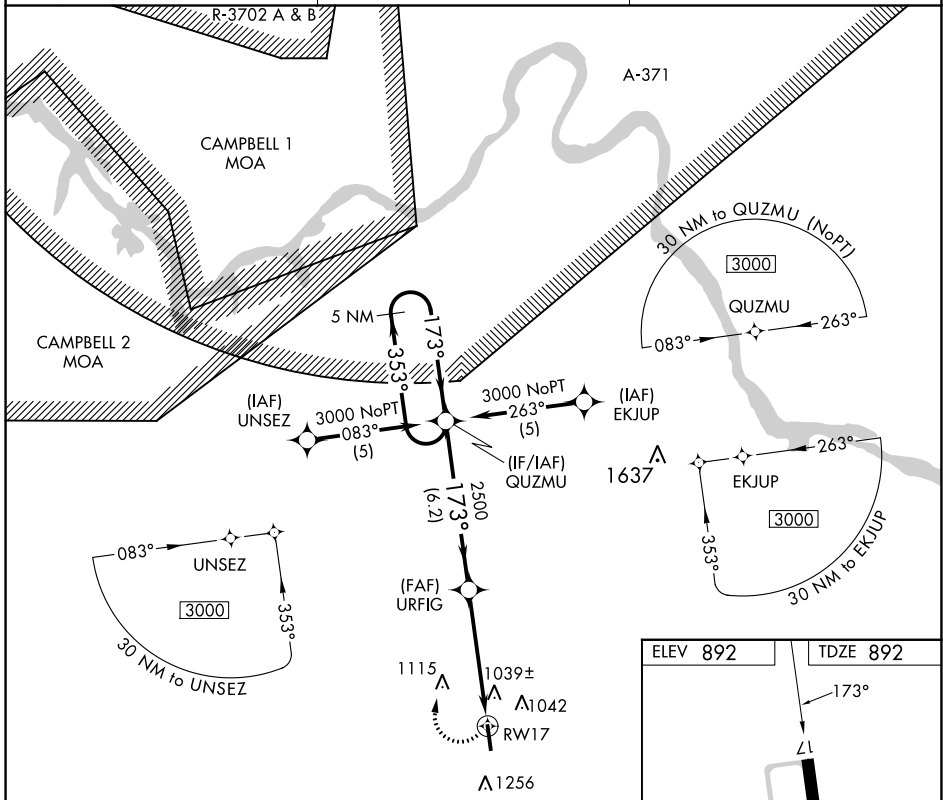 R-3702 A & B
A-371
CAMPBELL 1
MOA
30 NM to QUZMU (NoPT)
3000
QUZMU
083°
263°
5 NM
173°
353°
CAMPBELL 2
MOA
(IAF)
UNSEZ
3000 NoPT
083°
(5)
3000 NoPT
263°
(5)
(IAF)
EKJUP
(IF/IAF)
QUZMU
1637
263°
EKJUP
3000
353°
30 NM to EKJUP
2500
173°
(6.2)
083°
UNSEZ
3000
353°
30 NM to UNSEZ
(FAF)
URFIG
1115
1039±
1042
RW17
1256
ELEV 892
TDZE 892
173°
17